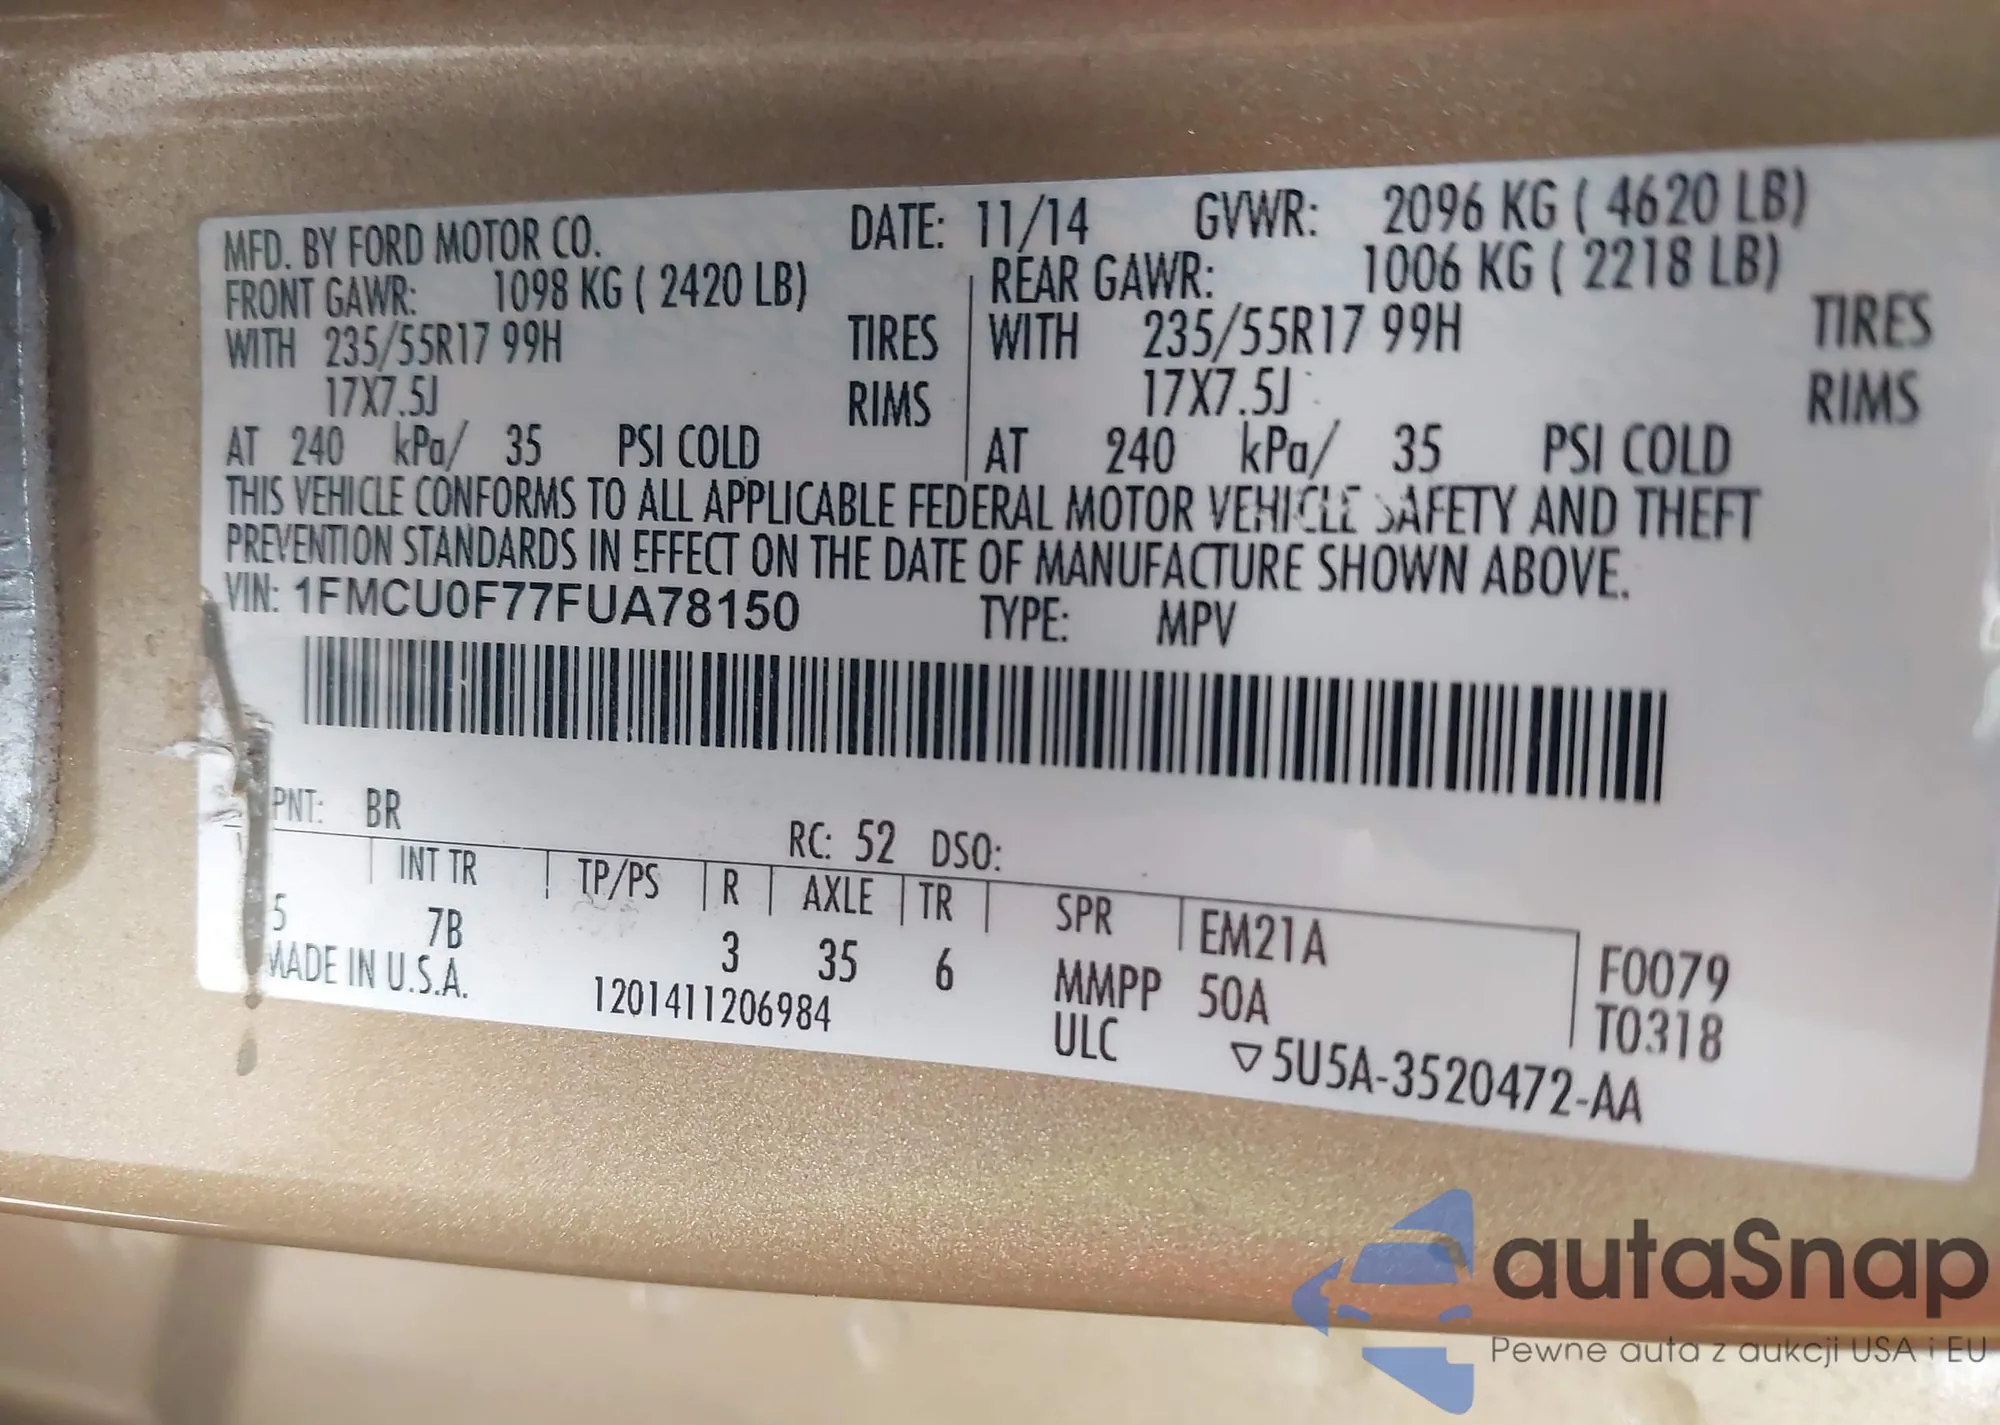 MFD. BY FORD MOTOR CO. DATE: 11/14 GVWR: 2096 KG ( 4620 LB)
FRONT GAWR: 1098 KG ( 2420 LB) REAR GAWR: 1006 KG ( 2218 LB)
WITH 235/55R17 99H TIRES WITH 235/55R17 99H TIRES
17X7.5J RIMS 17X7.5J RIMS
AT 240 kPa/ 35 PSI COLD AT 240 kPa/ 35 PSI COLD
THIS VEHICLE CONFORMS TO ALL APPLICABLE FEDERAL MOTOR VEHICLE SAFETY AND THEFT
PREVENTION STANDARDS IN EFFECT ON THE DATE OF MANUFACTURE SHOWN ABOVE.
VIN: 1FMCU0F77FUA78150 TYPE: MPV
PNT: BR RC: 52 DSO:
INT TR TP/PS R AXLE TR SPR EM21A F0079
5 7B 3 35 6 MMPP 50A T0318
MADE IN U.S.A. 1201411206984 ULC ▽5U5A-3520472-AA
autaSnap
Pewne auta z aukcji USA i EU